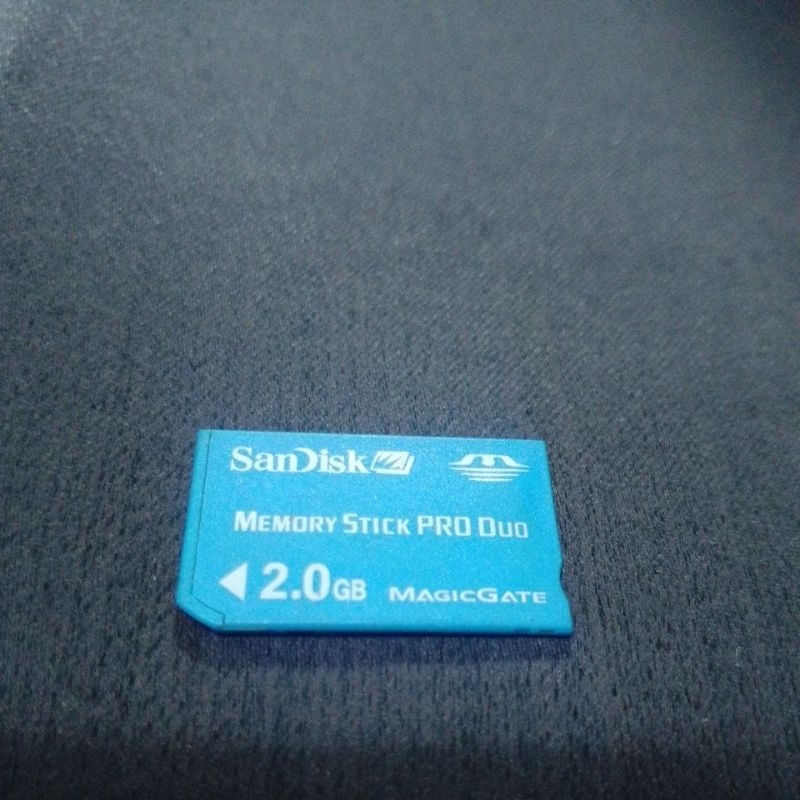 SanDisk
MEMORY STICK PRO DUO
2.0GB MAGICGATE